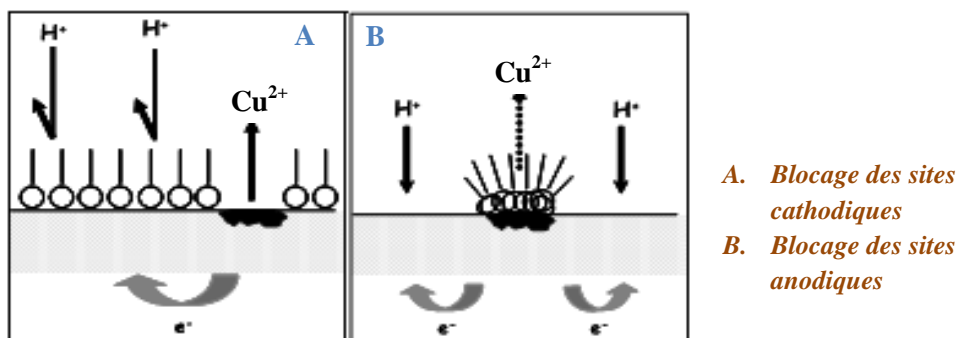 H⁺ H⁺ A
Cu²⁺
e⁻
B
Cu²⁺
H⁺ H⁺
e⁻ e⁻
A. Blocage des sites
cathodiques
B. Blocage des sites
anodiques